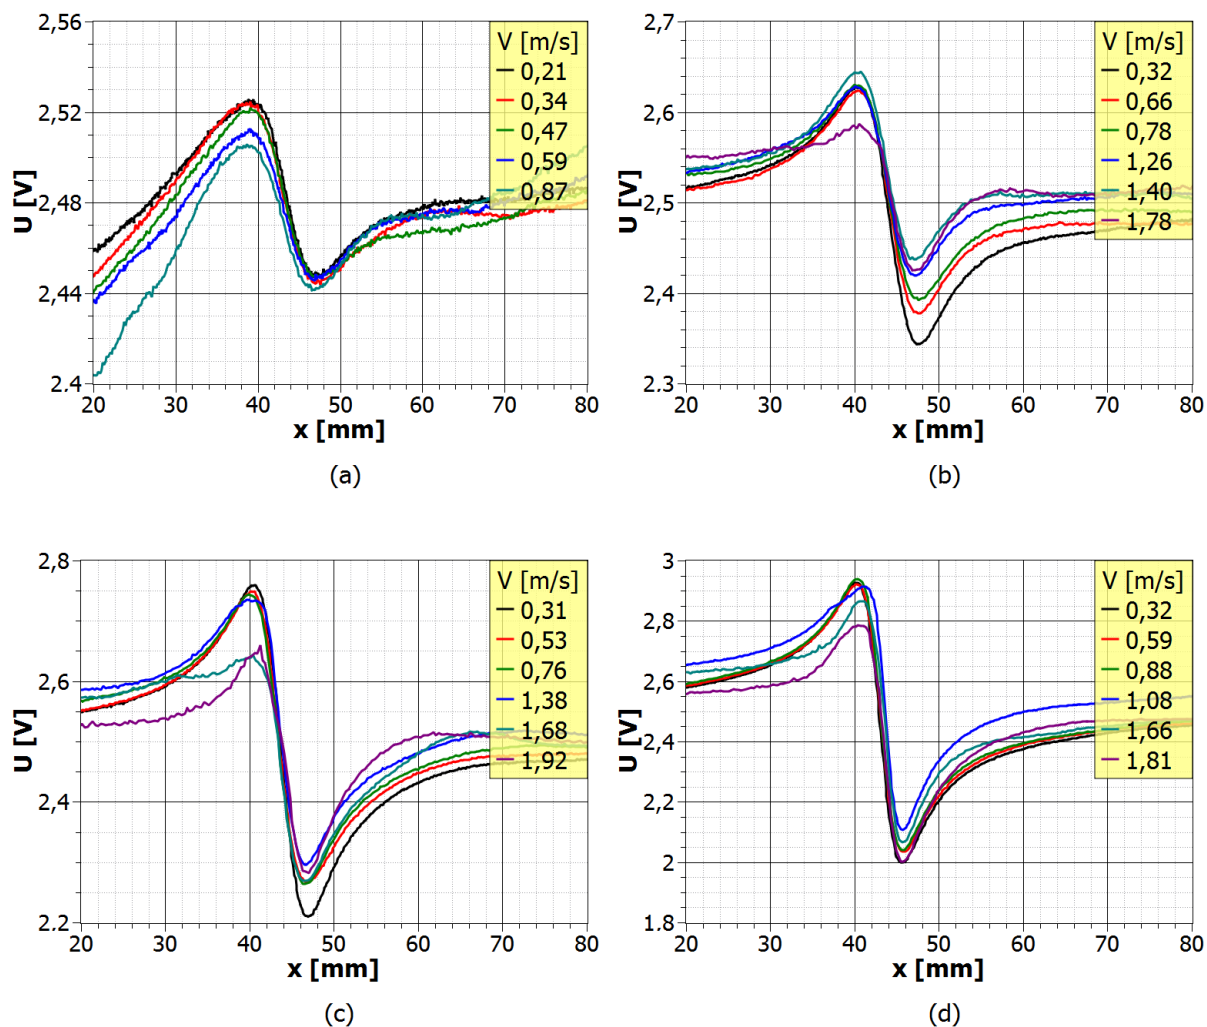 2,56
2,52
2,48
2,44
2,4
U [V]
20 30 40 50 60 70 80
x [mm]
V [m/s]
0,21
0,34
0,47
0,59
0,87
(a)
2,7
2,6
2,5
2,4
2,3
U [V]
20 30 40 50 60 70 80
x [mm]
V [m/s]
0,32
0,66
0,78
1,26
1,40
1,78
(b)
2,8
2,6
2,4
2,2
U [V]
20 30 40 50 60 70 80
x [mm]
V [m/s]
0,31
0,53
0,76
1,38
1,68
1,92
(c)
3
2,8
2,6
2,4
2,2
2
1,8
U [V]
20 30 40 50 60 70 80
x [mm]
V [m/s]
0,32
0,59
0,88
1,08
1,66
1,81
(d)